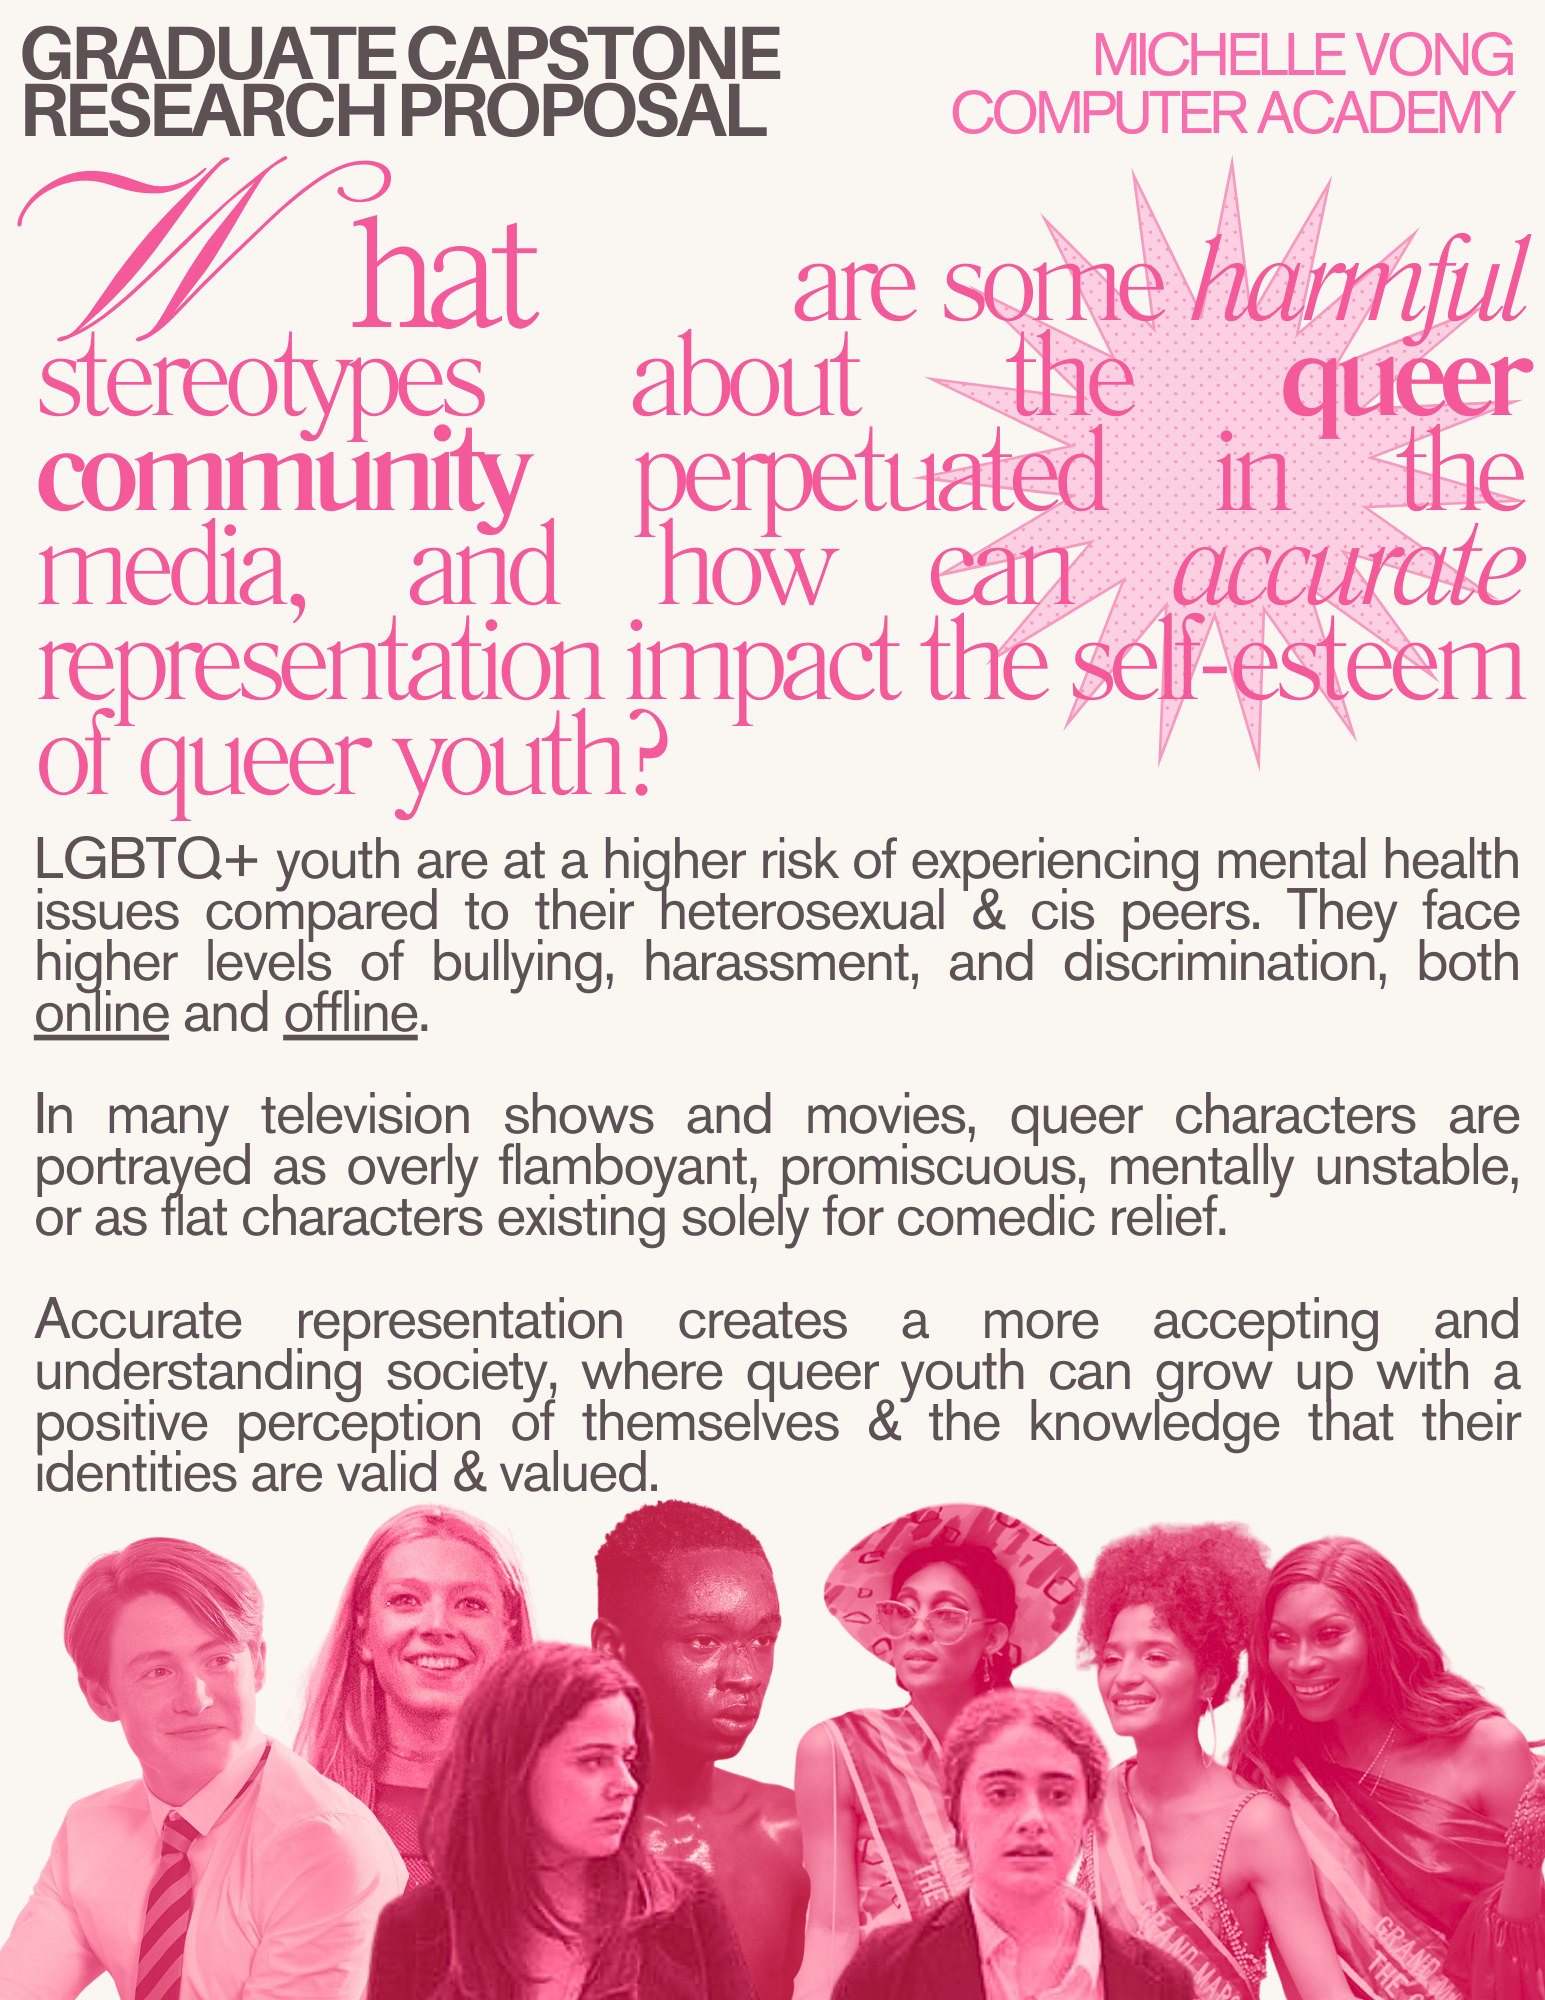 GRADUATE CAPSTONE
RESEARCH PROPOSAL
MICHELLE VONG
COMPUTER ACADEMY
What are some harmful
stereotypes about the queer
community perpetuated in the
media, and how can accurate
representation impact the self-esteem
of queer youth?
LGBTQ+ youth are at a higher risk of experiencing mental health
issues compared to their heterosexual & cis peers. They face
higher levels of bullying, harassment, and discrimination, both
online and offline.
In many television shows and movies, queer characters are
portrayed as overly flamboyant, promiscuous, mentally unstable,
or as flat characters existing solely for comedic relief.
Accurate representation creates a more accepting and
understanding society, where queer youth can grow up with a
positive perception of themselves & the knowledge that their
identities are valid & valued.
THE
GRAND MARS
GRAND
THE